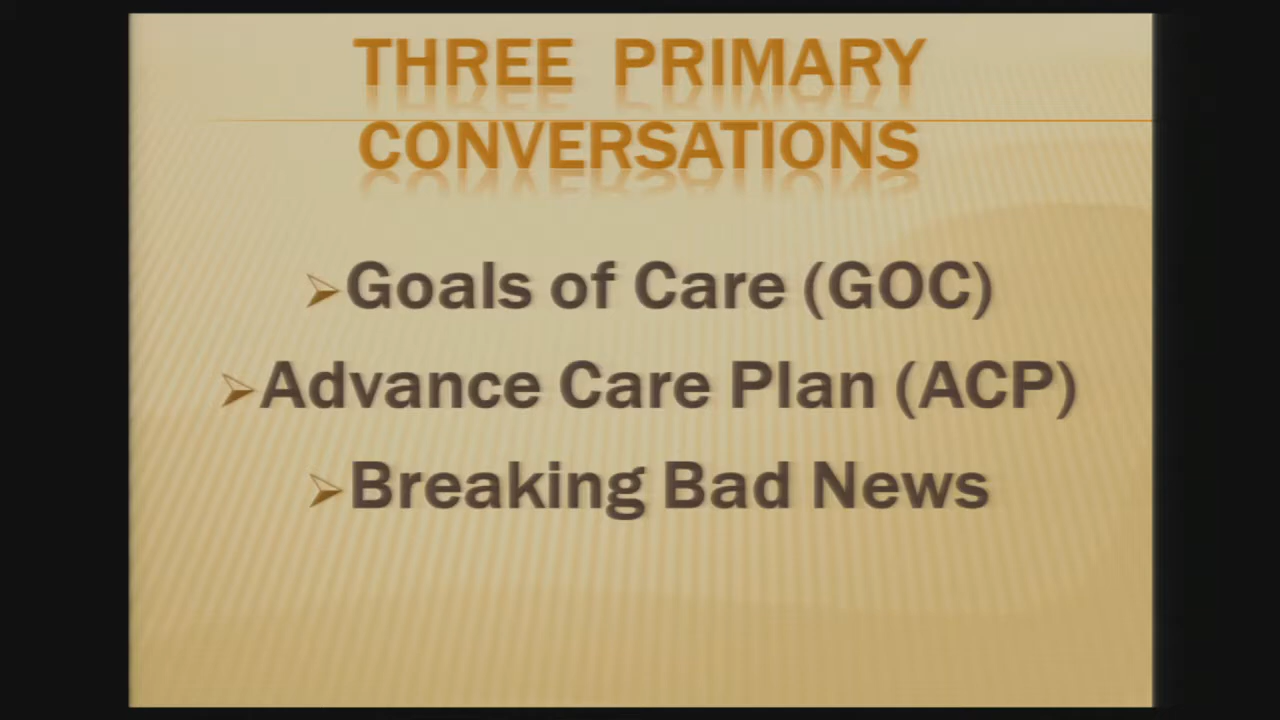 THREE PRIMARY
CONVERSATIONS
Goals of Care (GOC)
Advance Care Plan (ACP)
Breaking Bad News